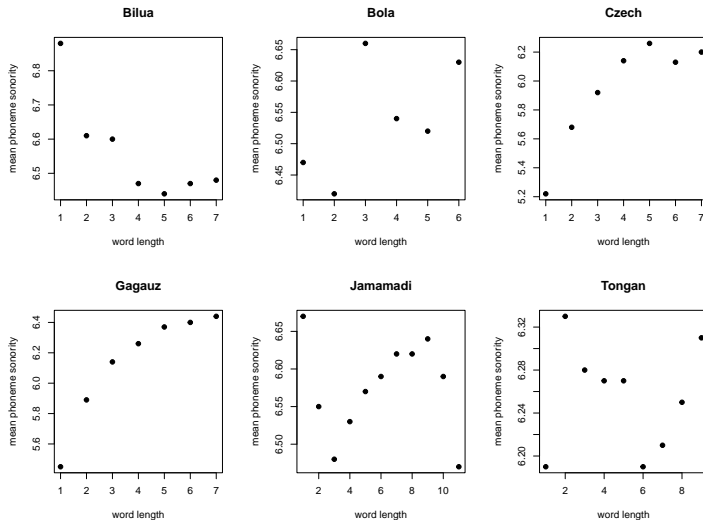 Bilua
mean phoneme sonority
6.8
6.7
6.6
6.5
1 2 3 4 5 6 7
word length
Bola
mean phoneme sonority
6.65
6.60
6.55
6.50
6.45
1 2 3 4 5 6
word length
Czech
mean phoneme sonority
6.2
6.0
5.8
5.6
5.4
5.2
1 2 3 4 5 6 7
word length
Gagauz
mean phoneme sonority
6.4
6.2
6.0
5.8
5.6
1 2 3 4 5 6 7
word length
Jamamadi
mean phoneme sonority
6.65
6.60
6.55
6.50
2 4 6 8 10
word length
Tongan
mean phoneme sonority
6.32
6.28
6.24
6.20
2 4 6 8
word length